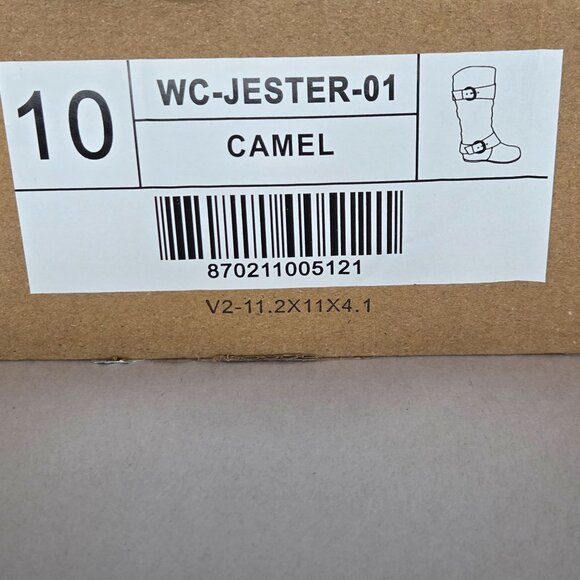 10
WC-JESTER-01
CAMEL
870211005121
V2-11.2X11X4.1